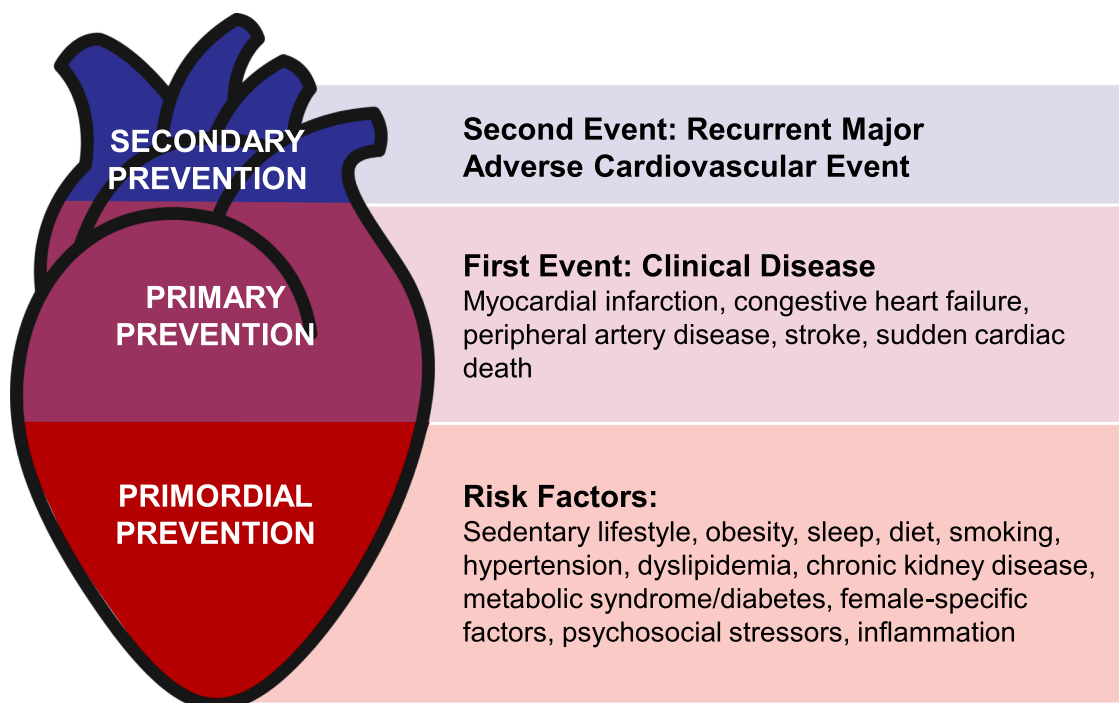 SECONDARY
PREVENTION
Second Event: Recurrent Major
Adverse Cardiovascular Event
PRIMARY
PREVENTION
First Event: Clinical Disease
Myocardial infarction, congestive heart failure,
peripheral artery disease, stroke, sudden cardiac
death
PRIMORDIAL
PREVENTION
Risk Factors:
Sedentary lifestyle, obesity, sleep, diet, smoking,
hypertension, dyslipidemia, chronic kidney disease,
metabolic syndrome/diabetes, female-specific
factors, psychosocial stressors, inflammation